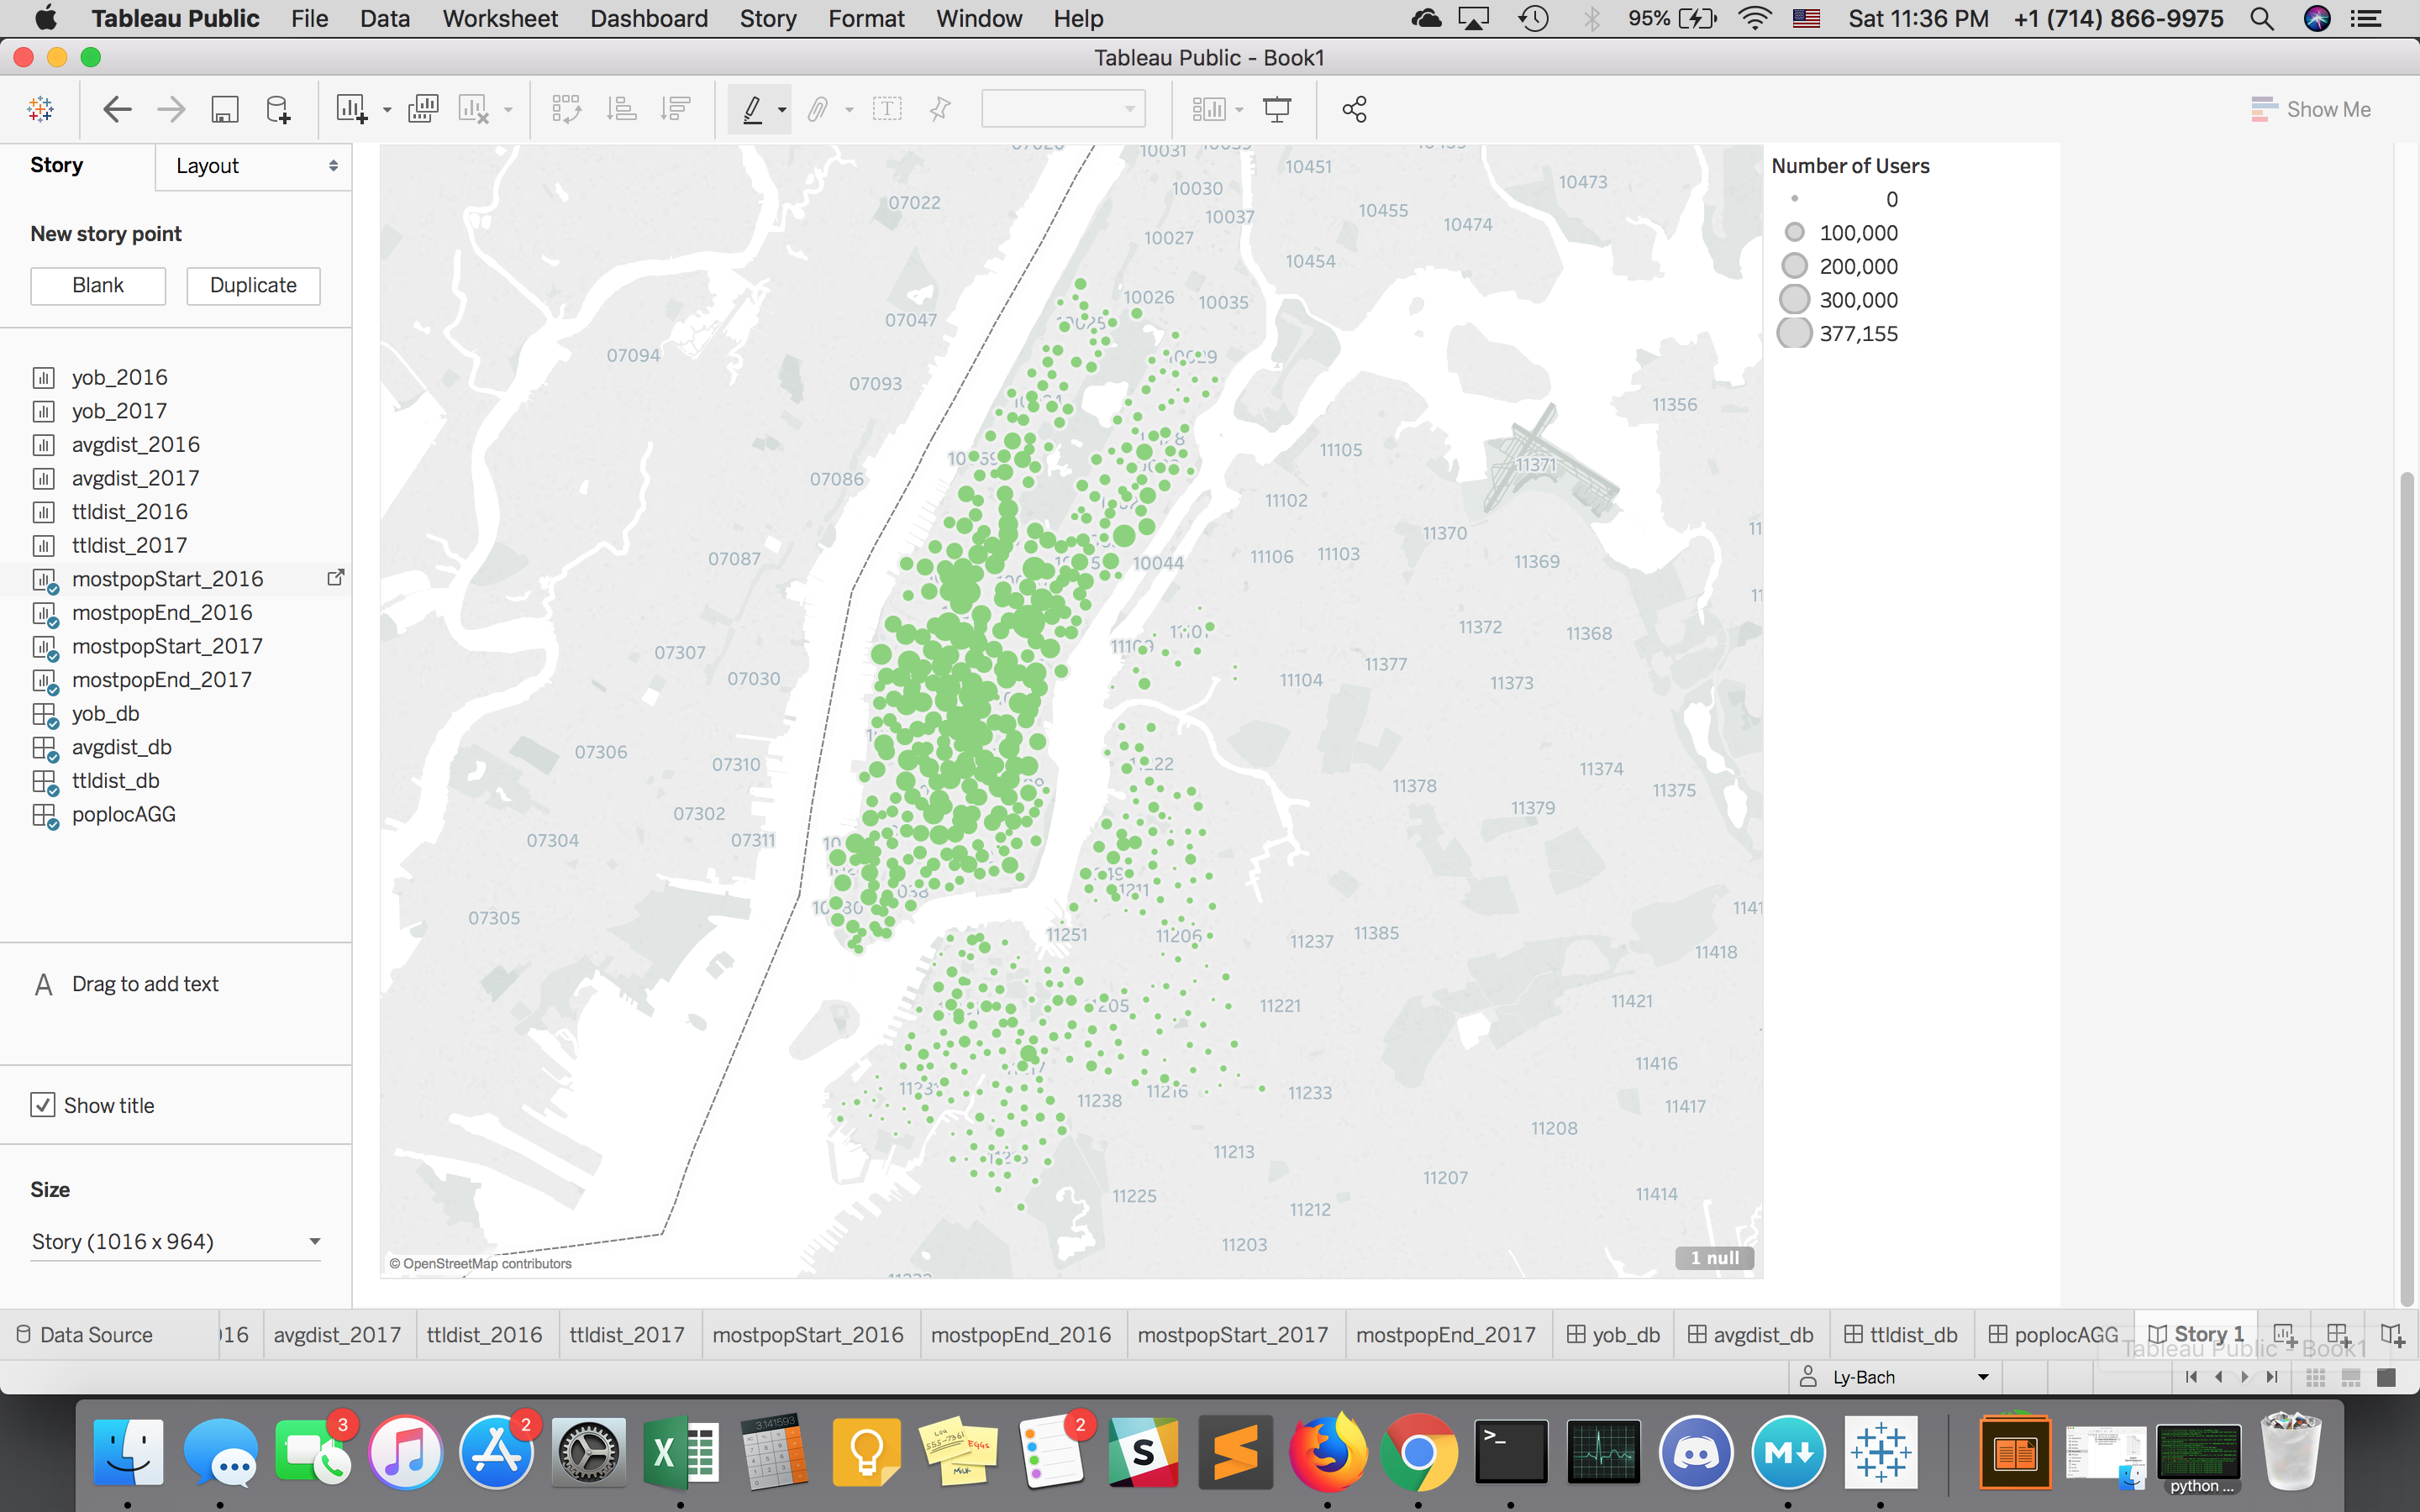 Tableau Public File Data Worksheet Dashboard Story Format Window Help 95% Sat 11:36 PM +1 (714) 866-9975
Tableau Public - Book1
Show Me
Story Layout
New story point
Blank Duplicate
yob_2016
yob_2017
avgdist_2016
avgdist_2017
ttldist_2016
ttldist_2017
mostpopStart_2016
mostpopEnd_2016
mostpopStart_2017
mostpopEnd_2017
yob_db
avgdist_db
ttldist_db
poplocAGG
A Drag to add text
Show title
Size
Story (1016 x 964)
Number of Users
0
100,000
200,000
300,000
377,155
10031
10451
10473
10030
07022
10455
10037
10474
10027
10454
10026
10035
07047
07094
07093
11356
11105
11371
07086
11102
11370
11106
11103
07087
10044
11369
11372
11368
11109
07307
11377
07030
11104
11373
07306
07310
11374
11378
11375
11379
07302
07304
07311
07305
11251
11206
11237
11385
11418
11221
11421
11416
11238
11216
11233
11417
11208
11213
11207
11225
11414
11212
11203
1 null
© OpenStreetMap contributors
Data Source 16 avgdist_2017 ttldist_2016 ttldist_2017 mostpopStart_2016 mostpopEnd_2016 mostpopStart_2017 mostpopEnd_2017 yob_db avgdist_db ttldist_db poplocAGG Story 1
Tableau Public - Book1
Ly-Bach
3
2
3.141593
2
python ...